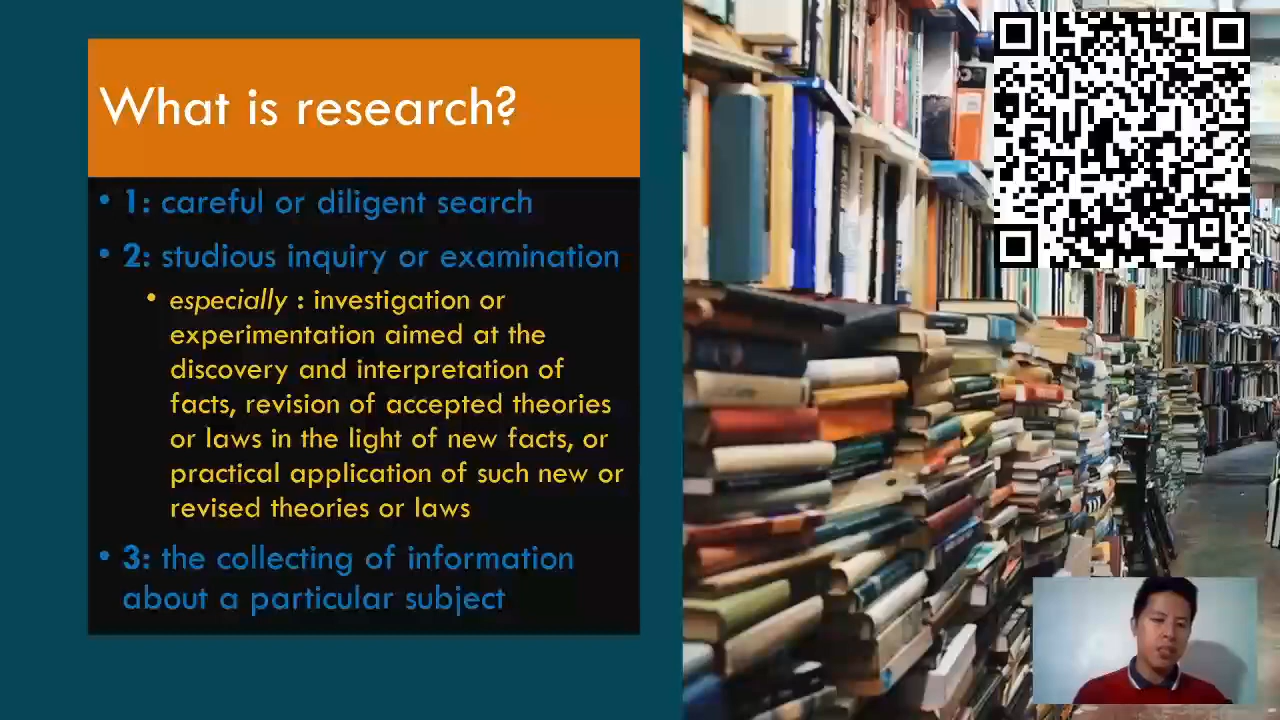 What is research?
• 1: careful or diligent search
• 2: studious inquiry or examination
• especially : investigation or
experimentation aimed at the
discovery and interpretation of
facts, revision of accepted theories
or laws in the light of new facts, or
practical application of such new or
revised theories or laws
• 3: the collecting of information
about a particular subject